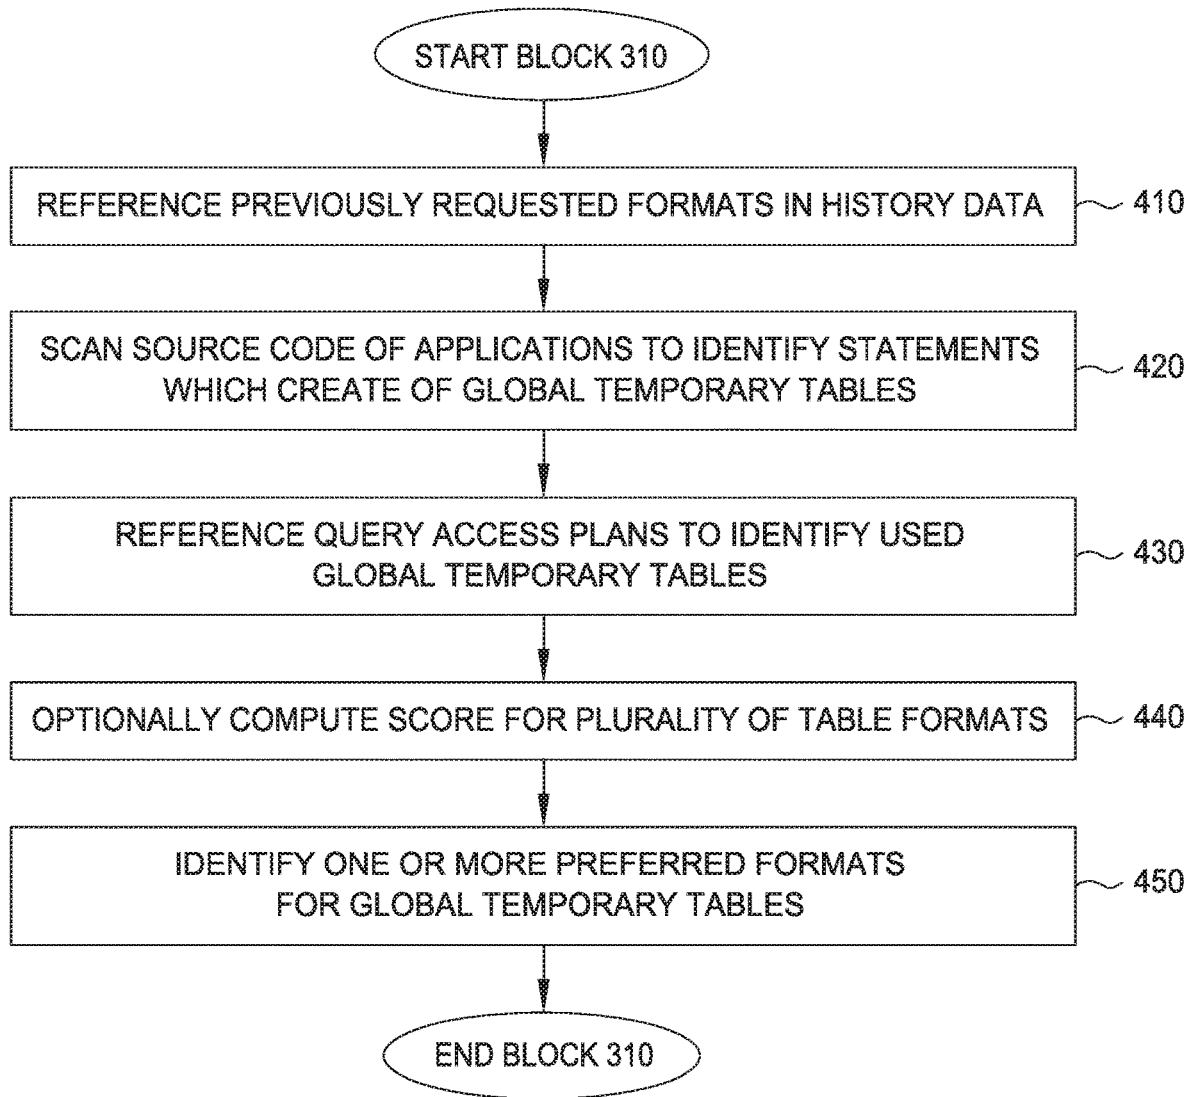 START BLOCK 310
REFERENCE PREVIOUSLY REQUESTED FORMATS IN HISTORY DATA
410
SCAN SOURCE CODE OF APPLICATIONS TO IDENTIFY STATEMENTS
WHICH CREATE OF GLOBAL TEMPORARY TABLES
420
REFERENCE QUERY ACCESS PLANS TO IDENTIFY USED
GLOBAL TEMPORARY TABLES
430
OPTIONALLY COMPUTE SCORE FOR PLURALITY OF TABLE FORMATS
440
IDENTIFY ONE OR MORE PREFERRED FORMATS
FOR GLOBAL TEMPORARY TABLES
450
END BLOCK 310